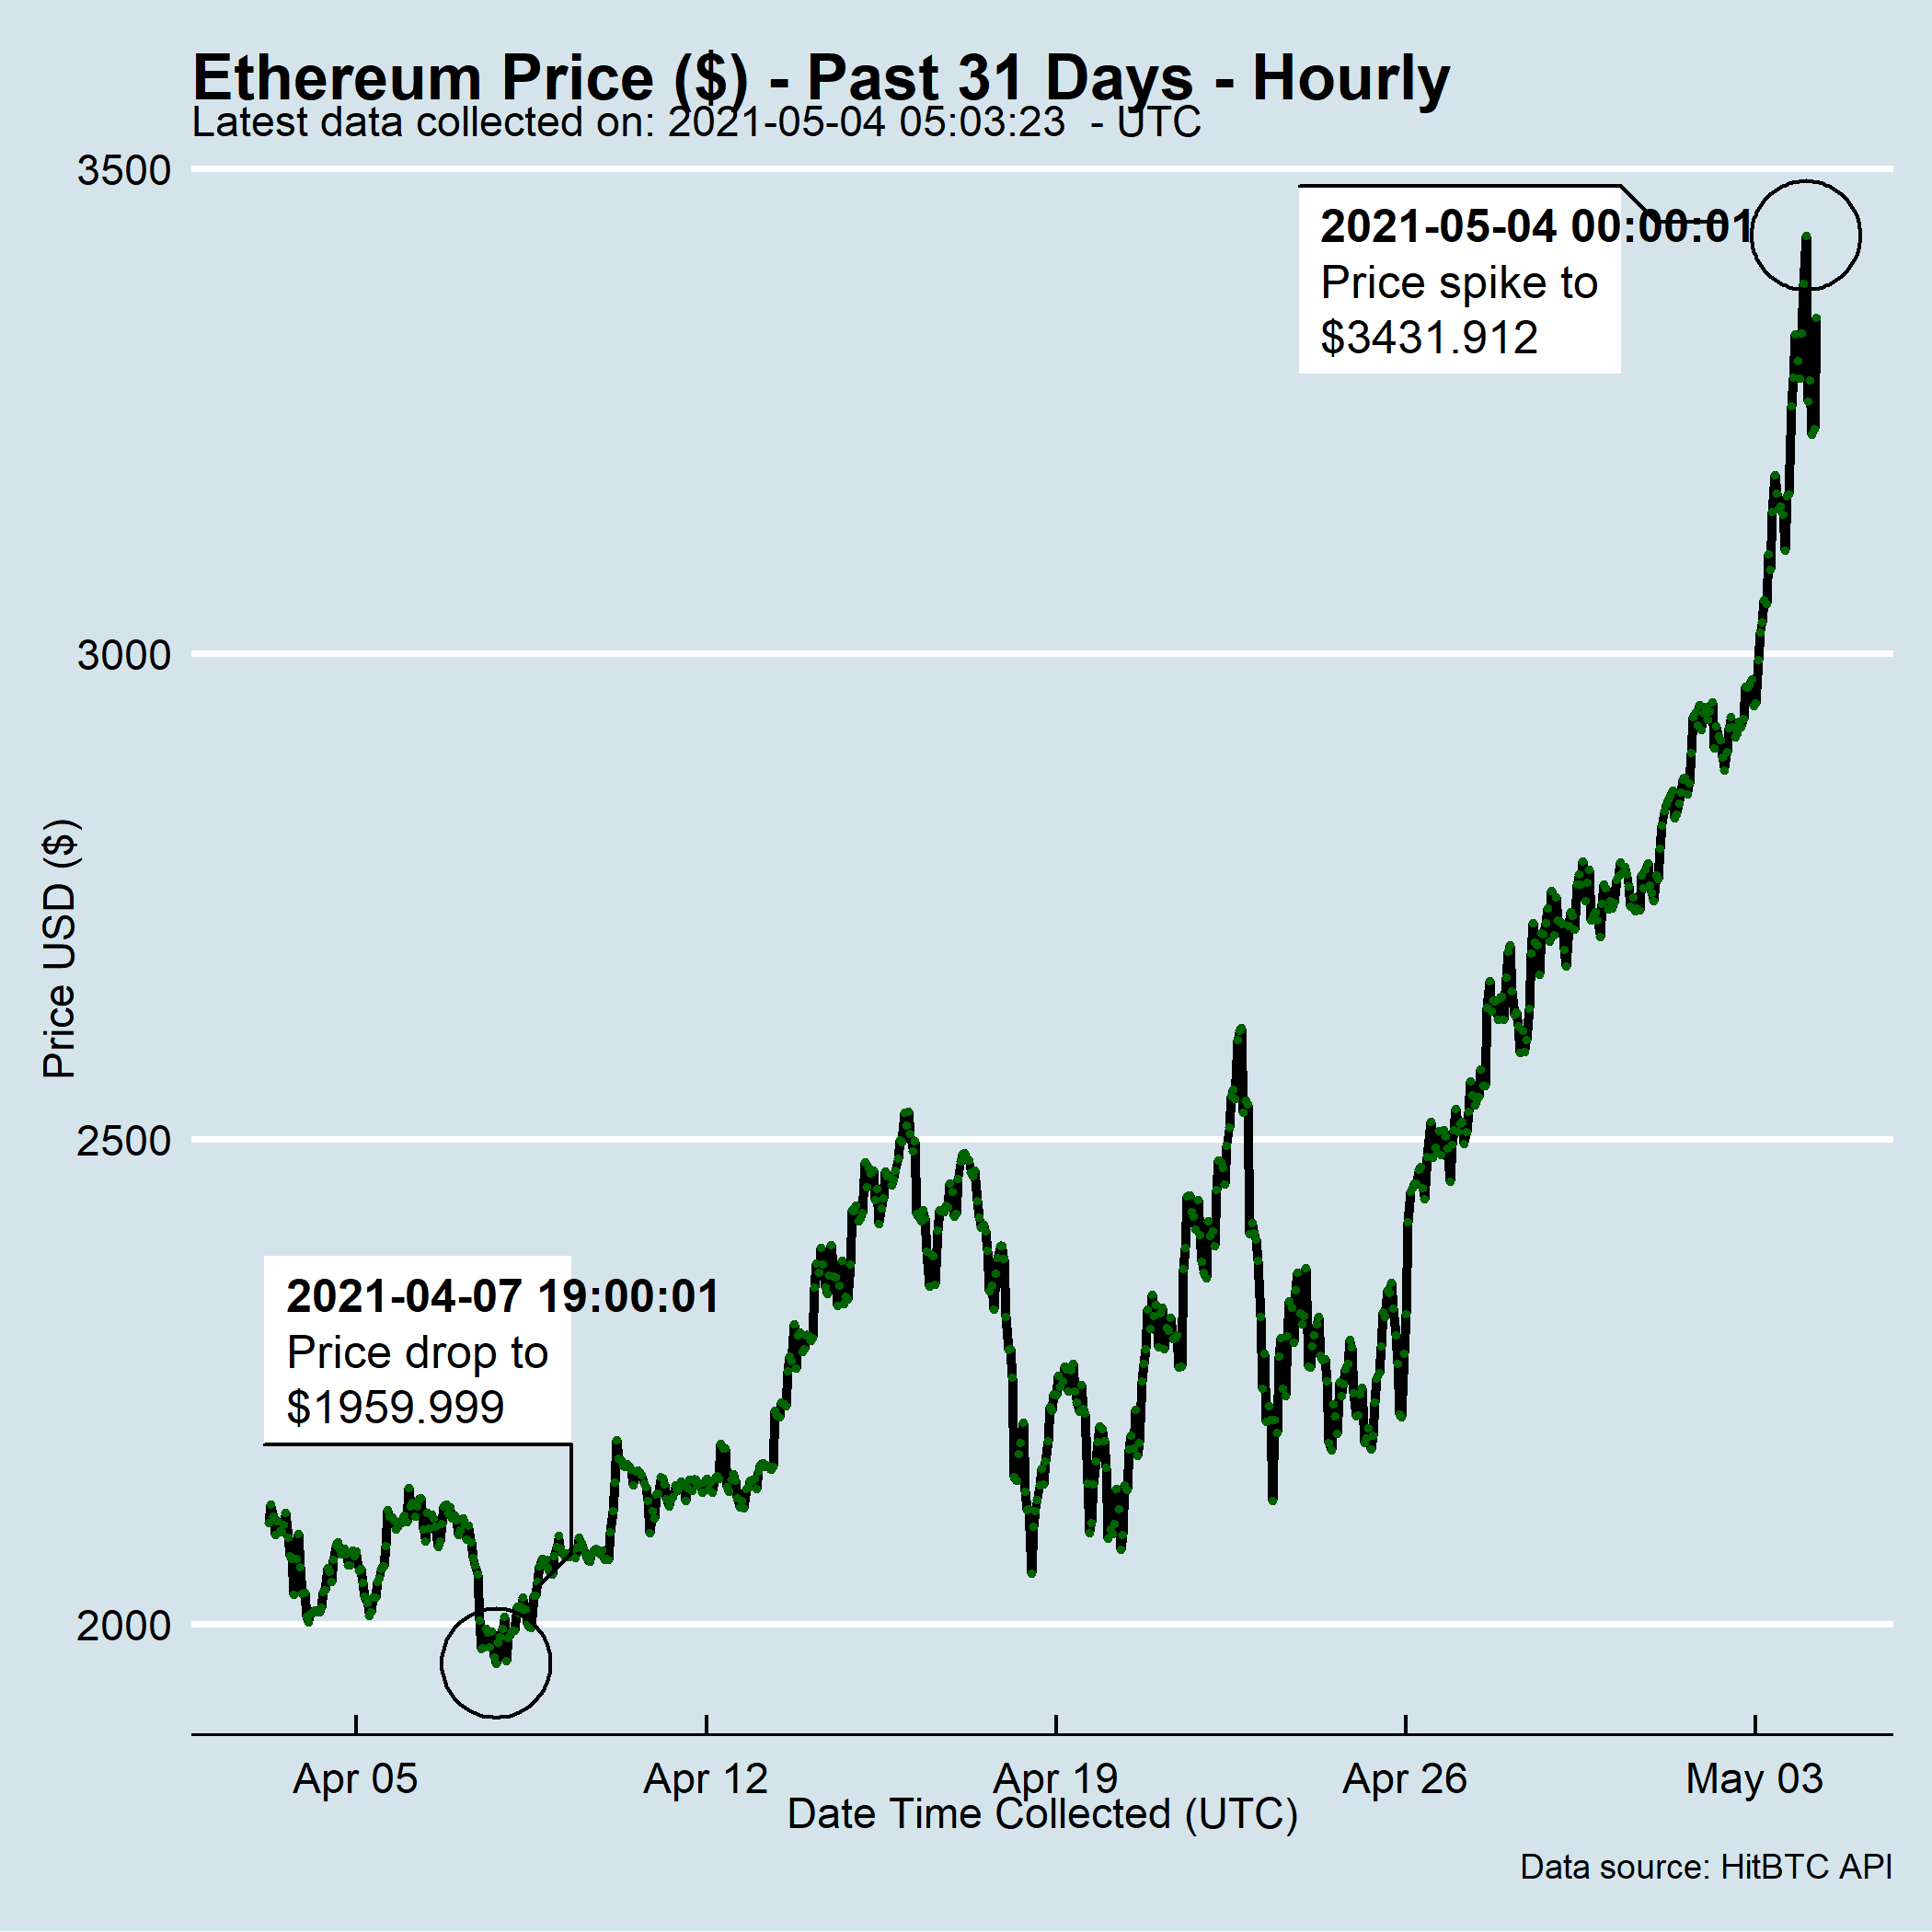 Ethereum Price ($) - Past 31 Days - Hourly
Latest data collected on: 2021-05-04 05:03:23  - UTC
3500
2021-05-04 00:00:01
Price spike to
$3431.912
3000
Price USD ($)
2500
2021-04-07 19:00:01
Price drop to
$1959.999
2000
Apr 05 Apr 12 Apr 19 Apr 26 May 03
Date Time Collected (UTC)
Data source: HitBTC API